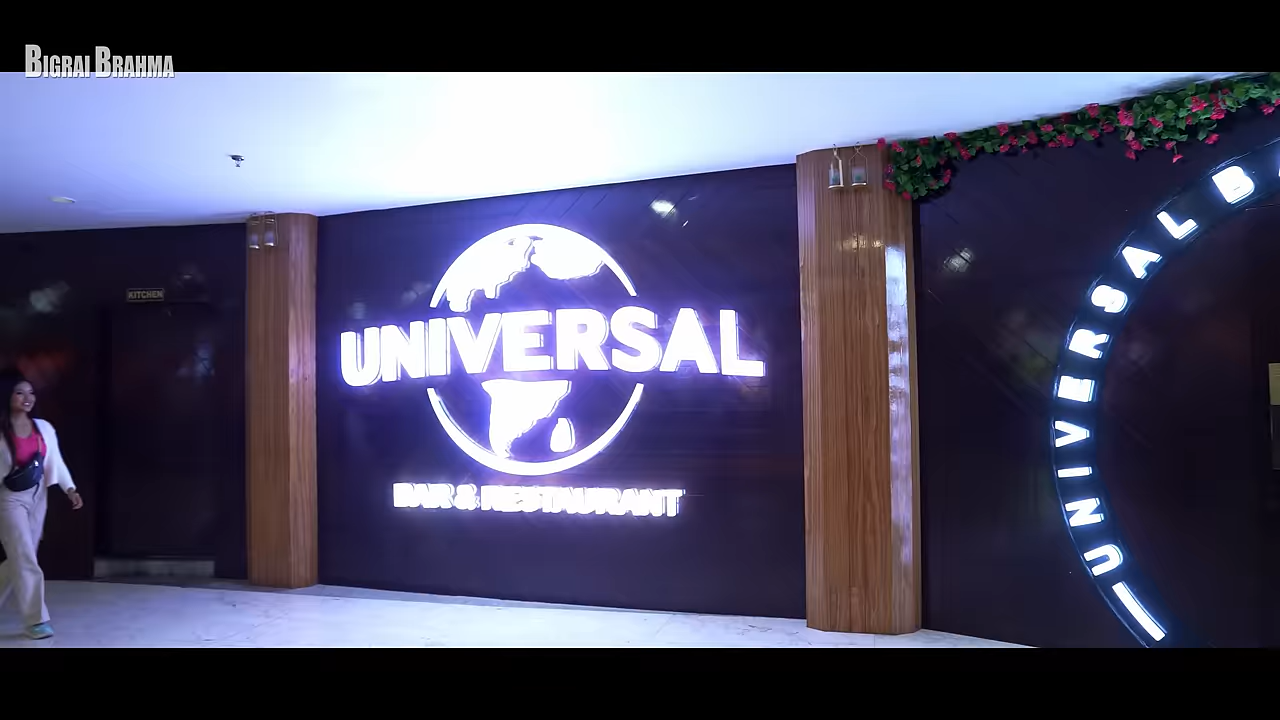 BIGRAI BRAHMA
KITCHEN
UNIVERSAL
BAR & RESTAURANT
UNIVERSAL BA